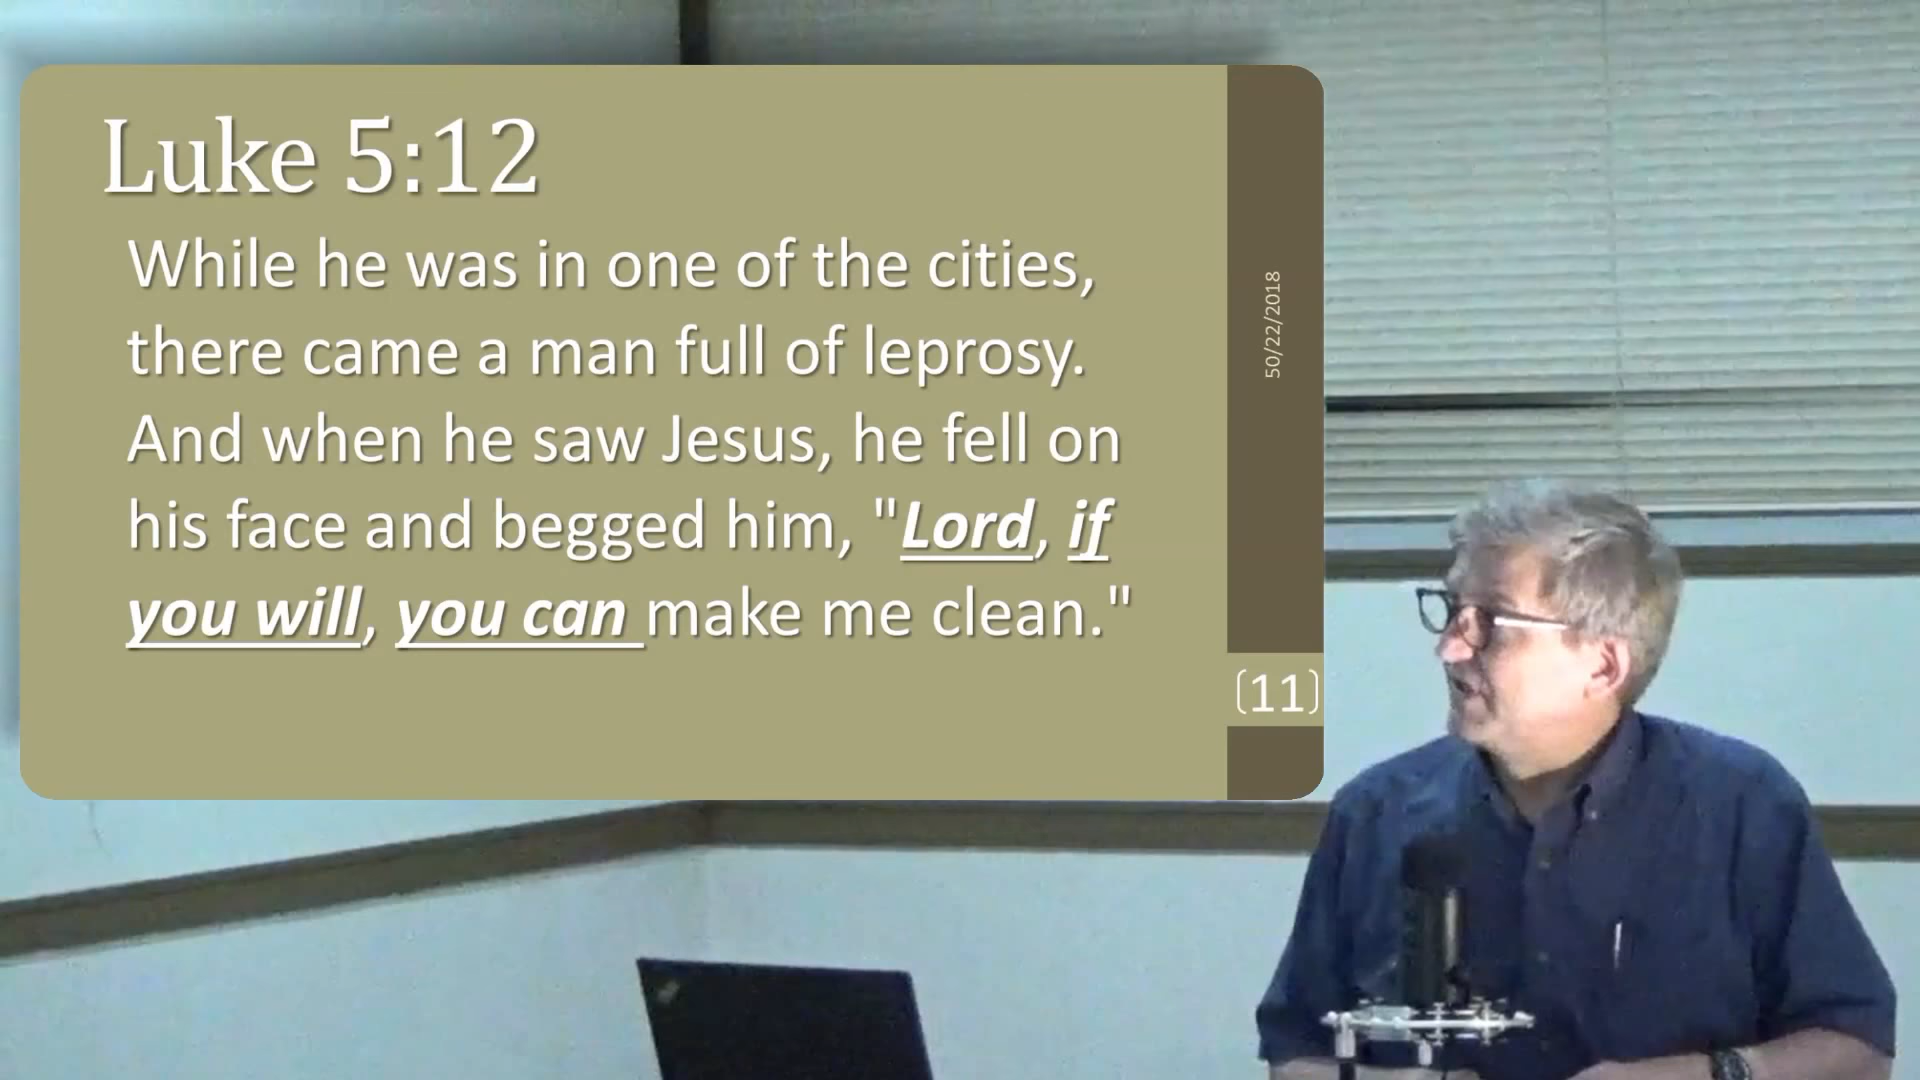 Luke 5:12
While he was in one of the cities,
there came a man full of leprosy.
And when he saw Jesus, he fell on
his face and begged him, "Lord, if
you will, you can make me clean."
50/22/2018
(11)